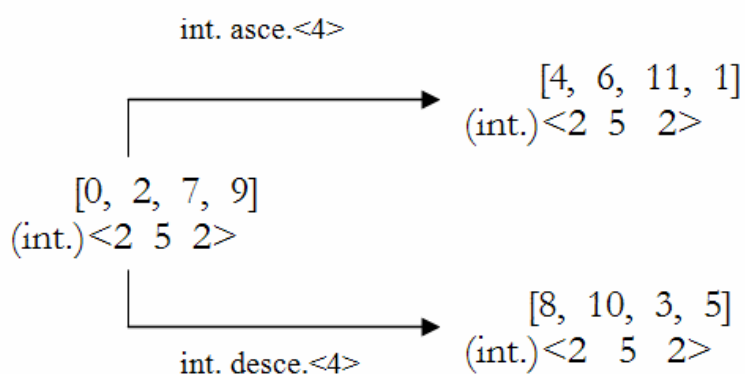 int. asce.<4>
[4, 6, 11, 1]
(int.)<2 5 2>
[0, 2, 7, 9]
(int.)<2 5 2>
[8, 10, 3, 5]
(int.)<2 5 2>
int. desce.<4>